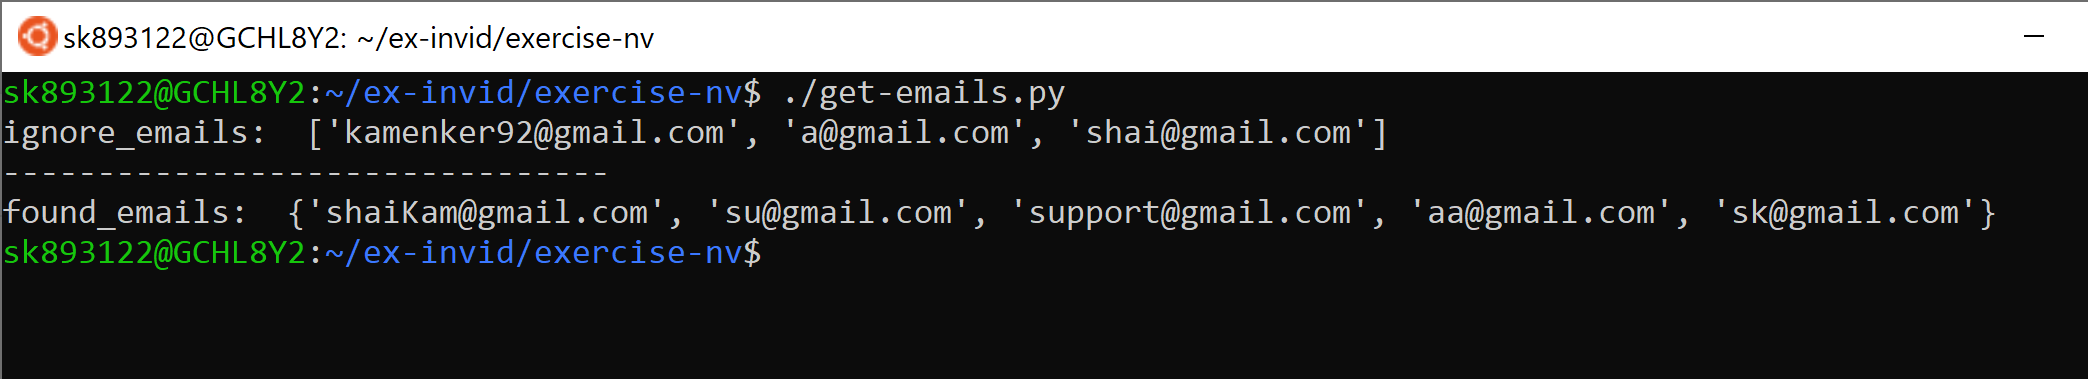 sk893122@GCHL8Y2: ~/ex-invid/exercise-nv
sk893122@GCHL8Y2:~/ex-invid/exercise-nv$ ./get-emails.py
ignore_emails:  ['kamenker92@gmail.com', 'a@gmail.com', 'shai@gmail.com']
--------------------------------
found_emails:  {'shaiKam@gmail.com', 'su@gmail.com', 'support@gmail.com', 'aa@gmail.com', 'sk@gmail.com'}
sk893122@GCHL8Y2:~/ex-invid/exercise-nv$